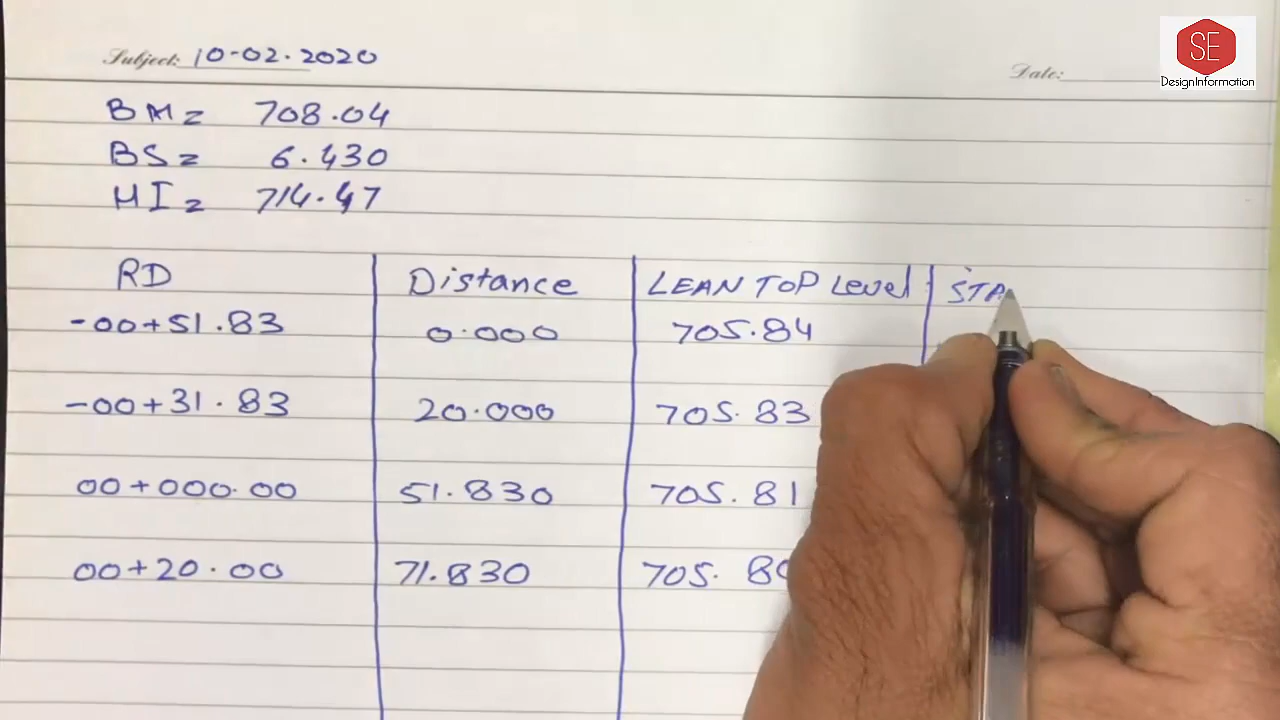 SE
DesignInformation
Subject: 10-02.2020
Date:
BM= 708.04
BS= 6.430
HI= 714.47
RD Distance LEAN TOP Level STA
-00+51.83 0.000 705.84
-00+31.83 20.000 705.83
00+000.00 51.830 705.81
00+20.00 71.830 705.